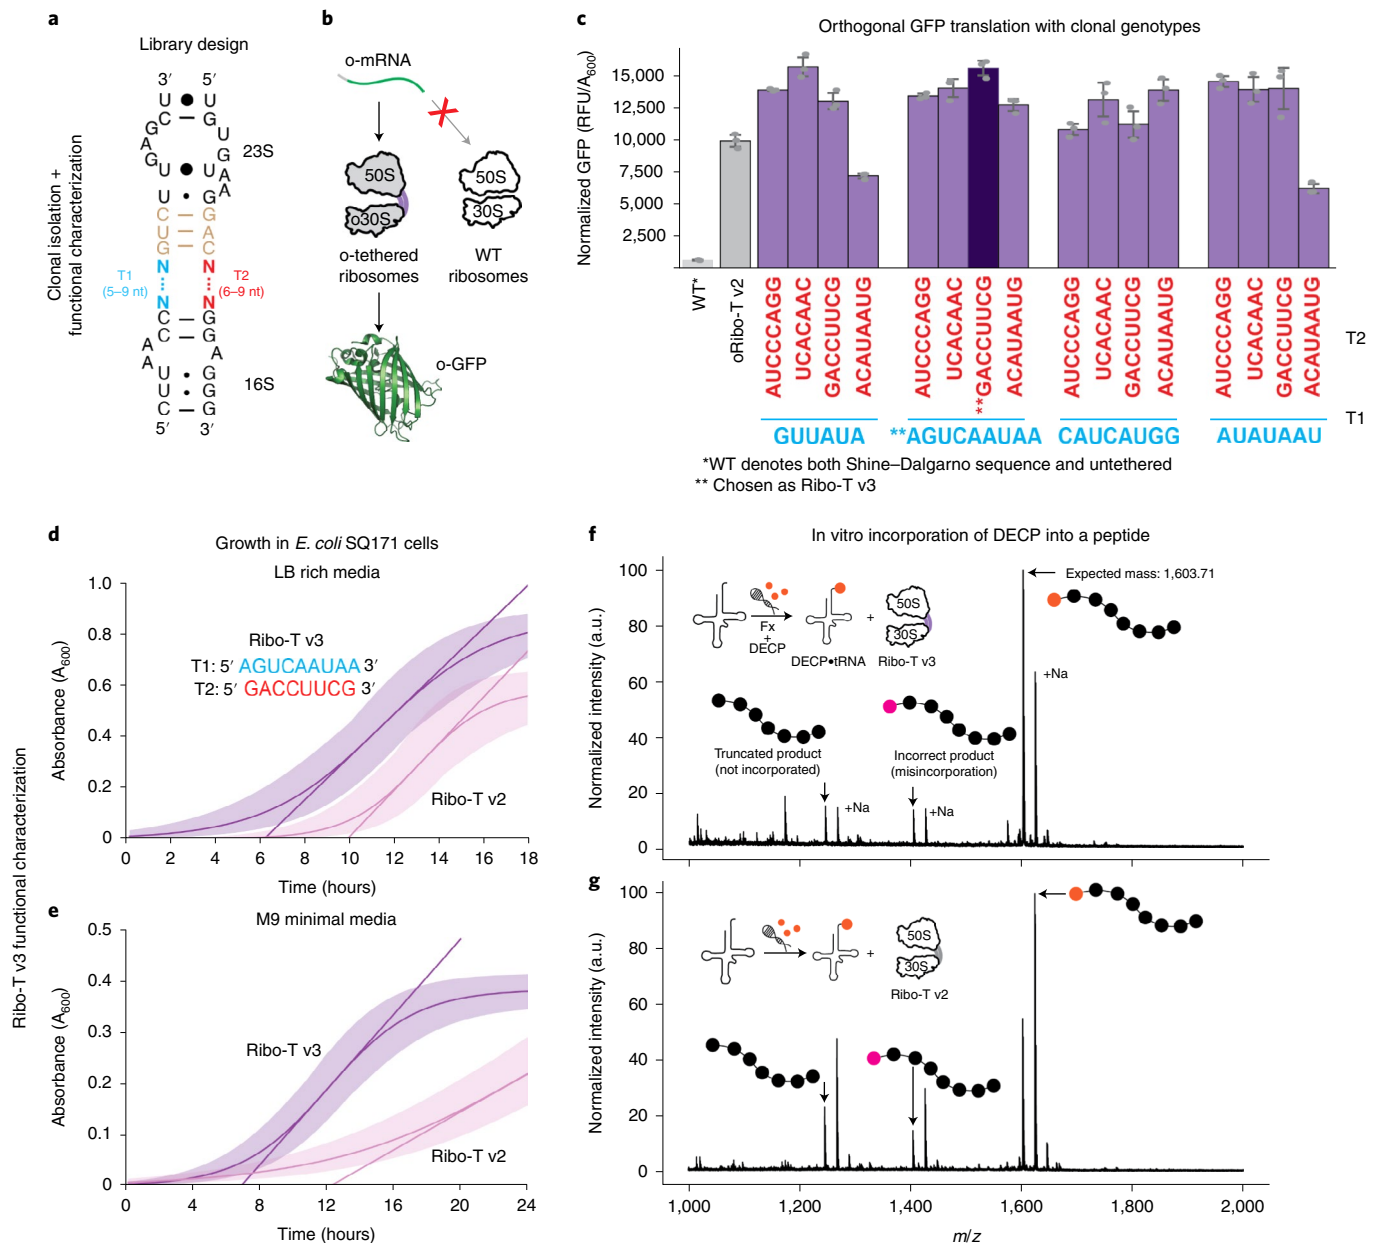 a
Library design
Clonal isolation +
functional characterization
3′ 5′
U U
C G
G U
A G
G A
U U A
U G
C G
U A
G C
23S
N N
T1
(5–9 nt)
T2
(6–9 nt)
N N
C G
C G
A A
A G
U G
U G
C G
16S
5′ 3′
b
o-mRNA
50S
o30S
50S
30S
o-tethered
ribosomes
WT
ribosomes
o-GFP
c
Orthogonal GFP translation with clonal genotypes
Normalized GFP (RFU/A600)
15,000
12,500
10,000
7,500
5,000
2,500
WT*
oRibo-T v2
AUCCCAGG
UCACAAC
GACCUUCG
ACAUAAUG
AUCCCAGG
UCACAAC
**GACCUUCG
ACAUAAUG
AUCCCAGG
UCACAAC
GACCUUCG
ACAUAAUG
AUCCCAGG
UCACAAC
GACCUUCG
ACAUAAUG
T2
T1
GUUAUA
**AGUCAAUAA
CAUCAUGG
AUAUAAU
*WT denotes both Shine–Dalgarno sequence and untethered
** Chosen as Ribo-T v3
Ribo-T v3 functional characterization
d
Growth in E. coli SQ171 cells
LB rich media
Absorbance (A600)
1.0
0.8
0.6
0.4
0.2
0
Ribo-T v3
T1: 5′ AGUCAAUAA 3′
T2: 5′ GACCUUCG 3′
Ribo-T v2
0 2 4 6 8 10 12 14 16 18
Time (hours)
e
M9 minimal media
Absorbance (A600)
0.5
0.4
0.3
0.2
0.1
0
Ribo-T v3
Ribo-T v2
0 4 8 12 16 20 24
Time (hours)
f
In vitro incorporation of DECP into a peptide
Normalized intensity (a.u.)
100
80
60
40
20
0
Expected mass: 1,603.71
Fx
+
DECP
DECP•tRNA
+
50S
30S
Ribo-T v3
+Na
Truncated product
(not incorporated)
Incorrect product
(misincorporation)
+Na
+Na
g
Normalized intensity (a.u.)
100
80
60
40
20
0
+
50S
30S
Ribo-T v2
1,000 1,200 1,400 1,600 1,800 2,000
m/z